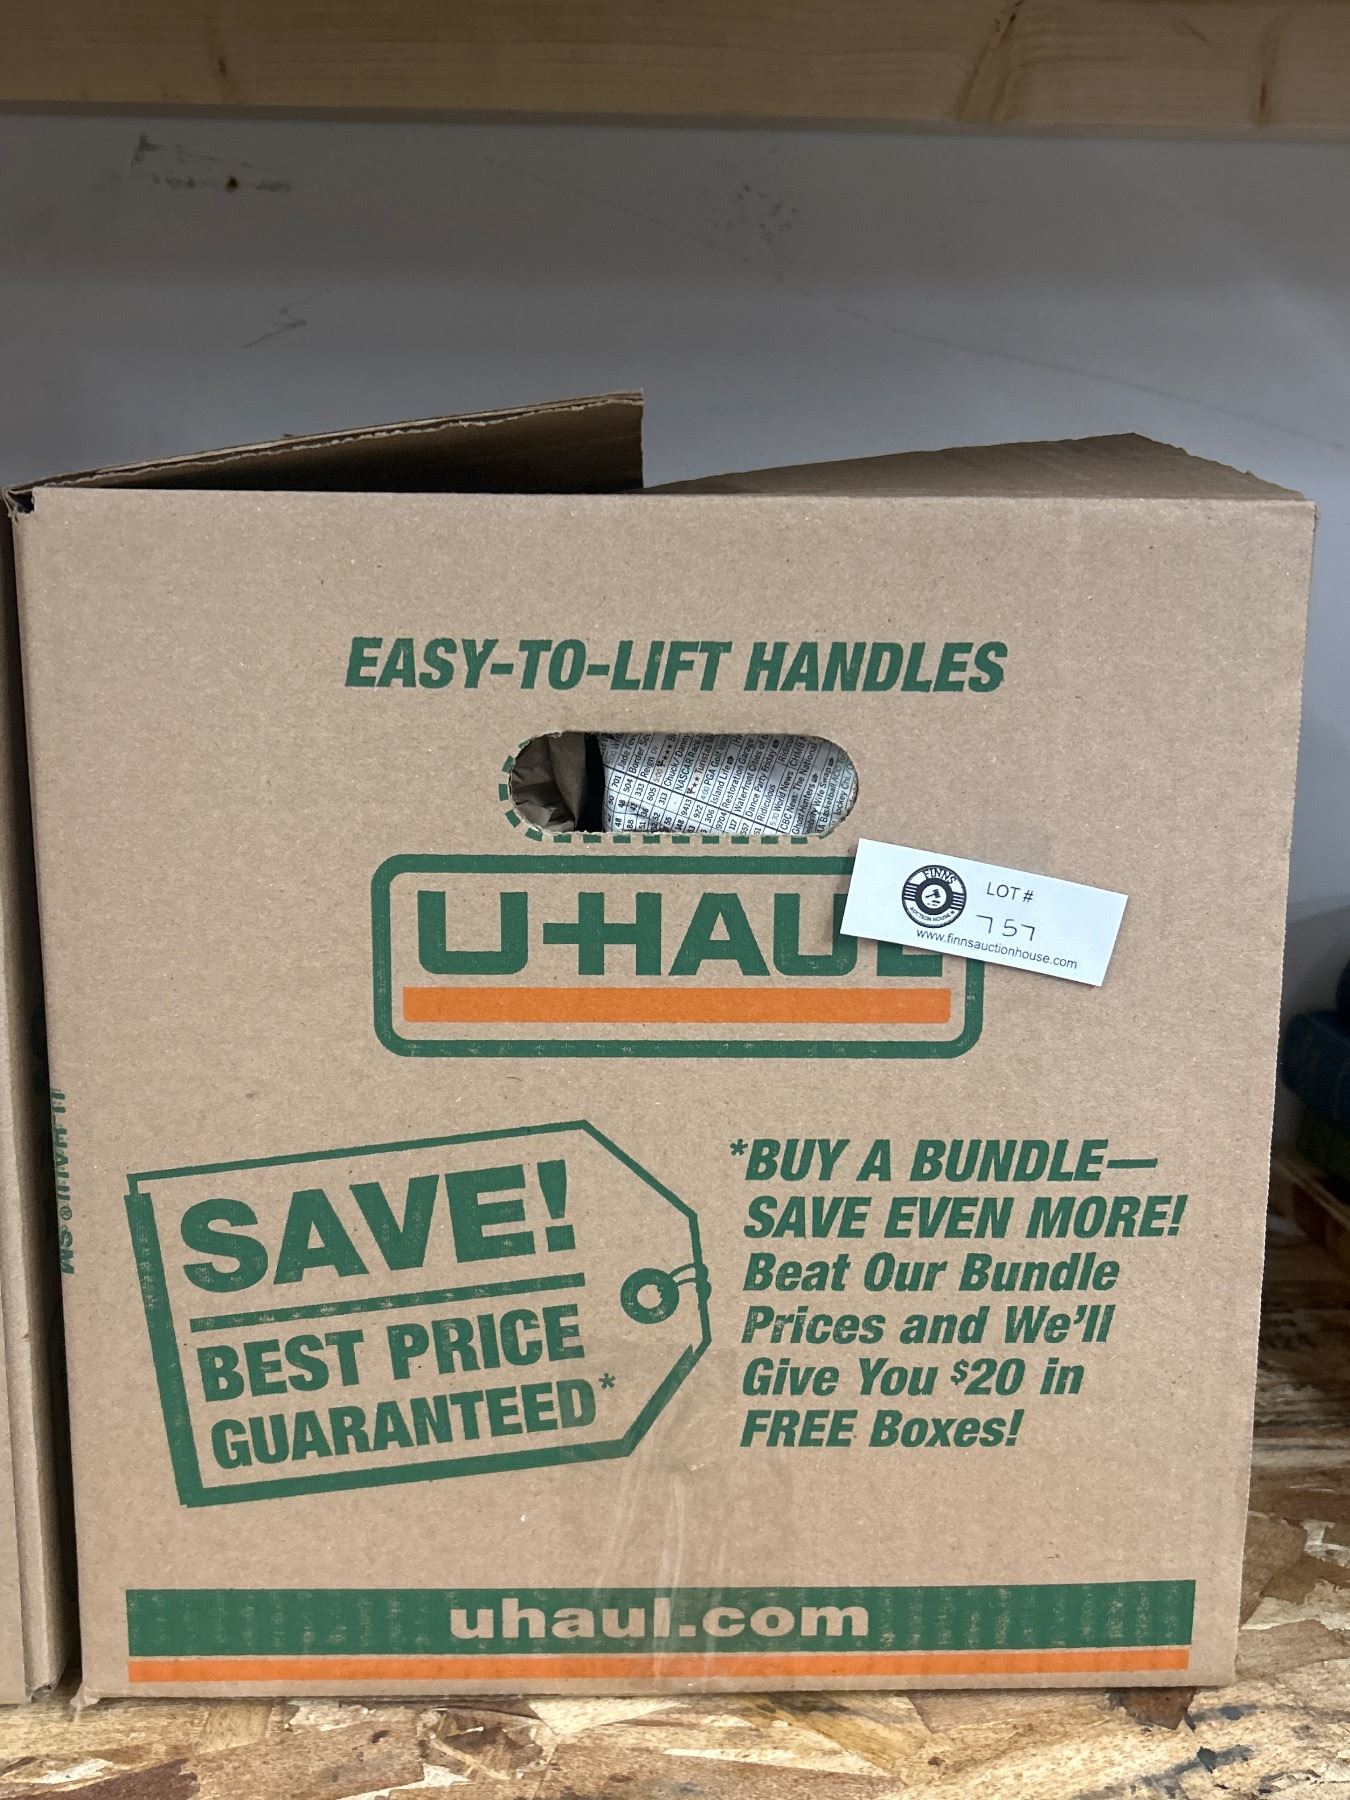 EASY-TO-LIFT HANDLES
U-HAUL
FINNS
AUCTION HOUSE
LOT #
757
www.finnsauctionhouse.com
SAVE!
BEST PRICE
GUARANTEED*
*BUY A BUNDLE—
SAVE EVEN MORE!
Beat Our Bundle
Prices and We'll
Give You $20 in
FREE Boxes!
uhaul.com